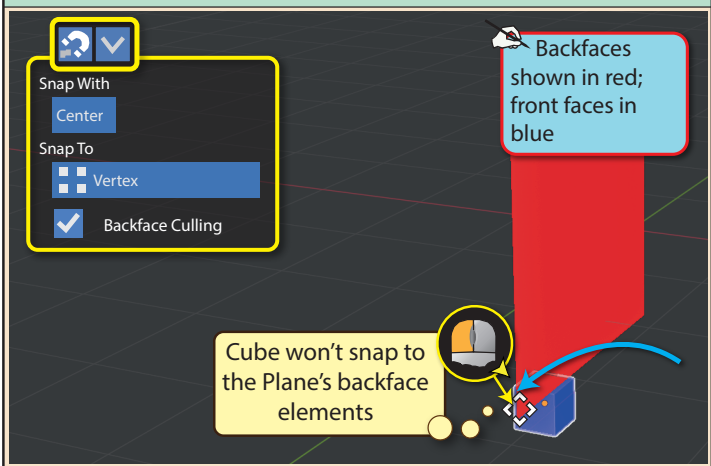 Snap With
Center
Snap To
Vertex
Backface Culling
Backfaces
shown in red;
front faces in
blue
Cube won’t snap to
the Plane’s backface
elements